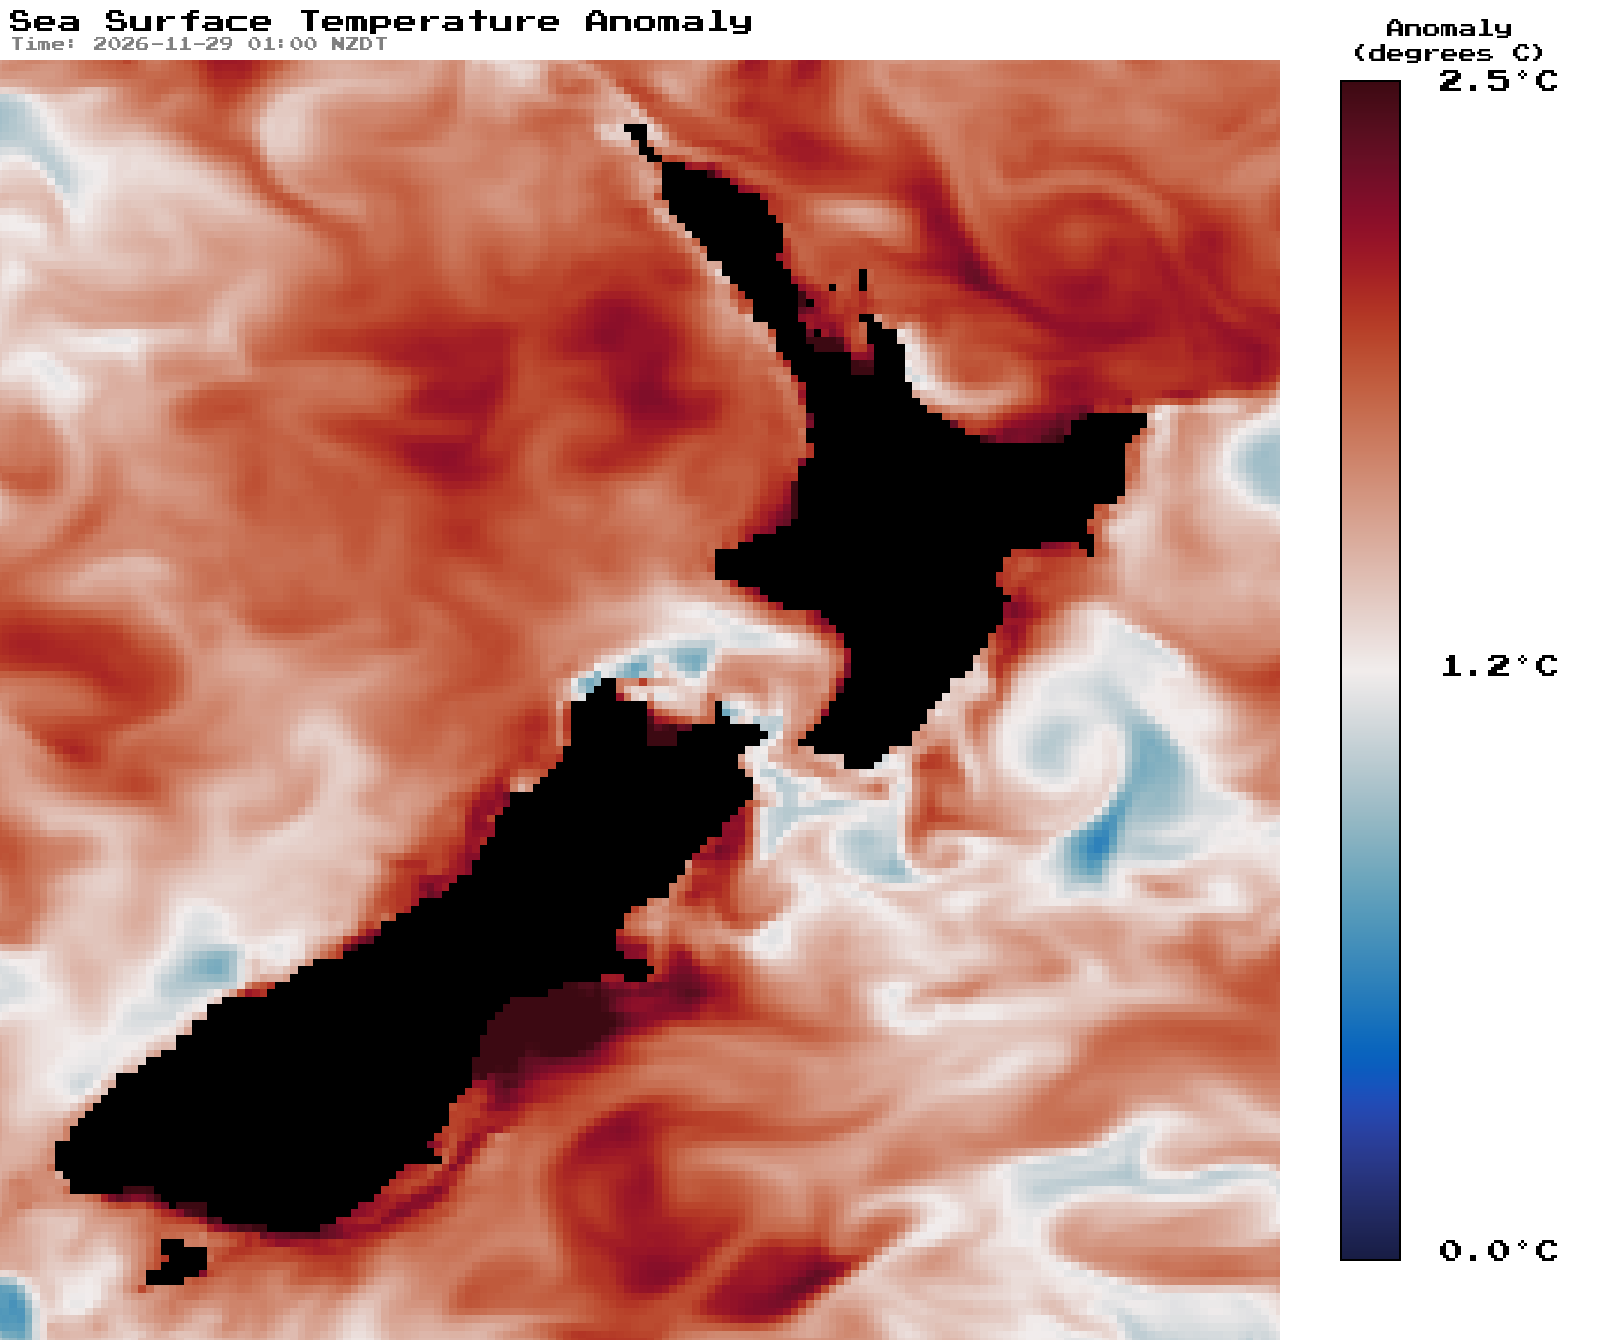 Sea Surface Temperature Anomaly
Time: 2026-11-29 01:00 NZDT
Anomaly
(degrees C)
2.5°C
1.2°C
0.0°C